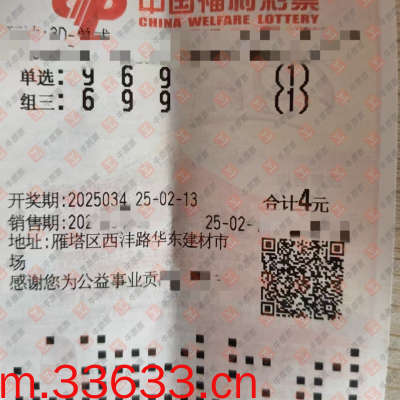 中国福利彩票
CHINA WELFARE LOTTERY
3D-
单选: 9 6 9 (1)
组三: 6 9 9 (1)
开奖期:2025034 25-02-13 合计4元
销售期:202 25-02-
地址:雁塔区西沣路华东建材市
场
感谢您为公益事业贡
m.33633.cn